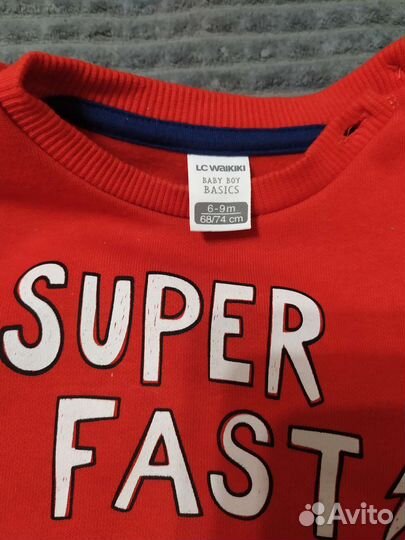 LC WAIKIKI
BABY BOY
BASICS
6-9m
68/74 cm
SUPER
FAST
Avito